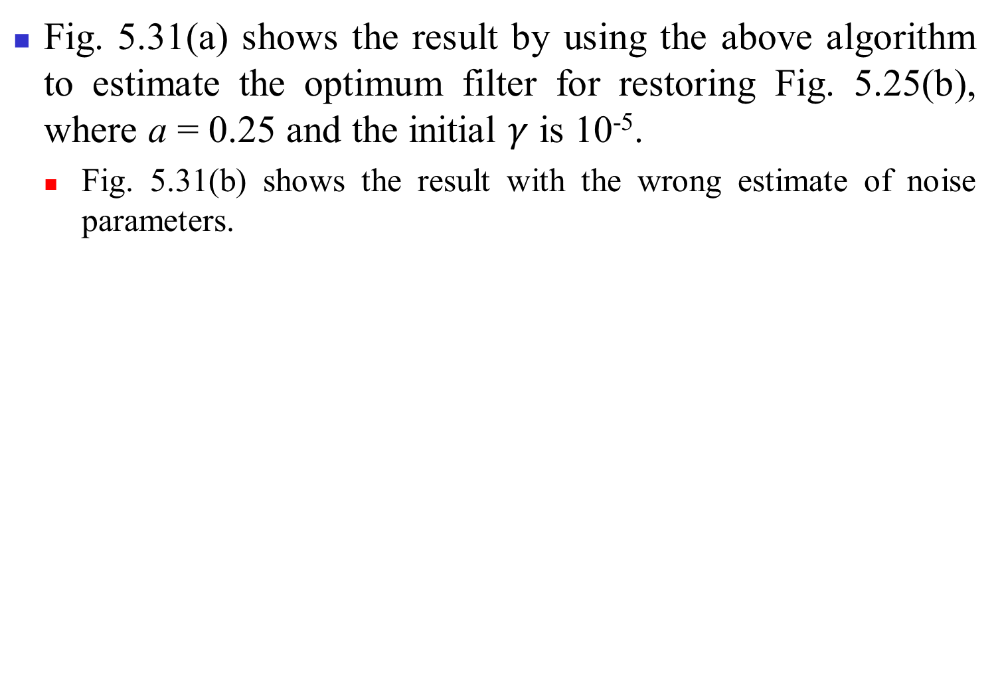 Fig. 5.31(a) shows the result by using the above algorithm
to estimate the optimum filter for restoring Fig. 5.25(b),
where a = 0.25 and the initial γ is 10⁻⁵.
Fig. 5.31(b) shows the result with the wrong estimate of noise
parameters.